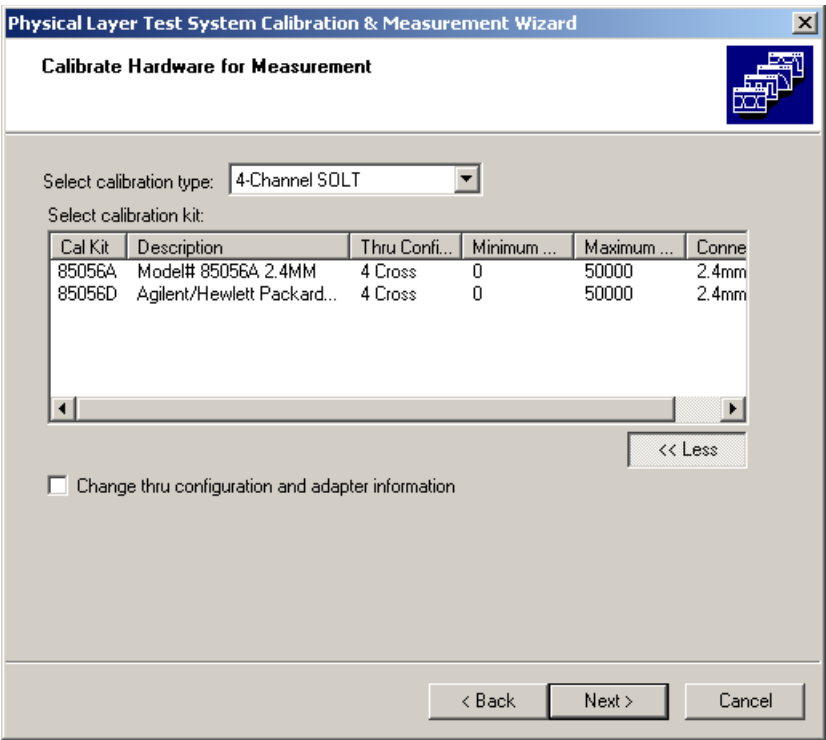 Physical Layer Test System Calibration & Measurement Wizard
Calibrate Hardware for Measurement
Select calibration type: 4-Channel SOLT
Select calibration kit:
Cal Kit Description Thru Confi... Minimum ... Maximum ... Conne
85056A Model# 85056A 2.4MM 4 Cross 0 50000 2.4mm
85056D Agilent/Hewlett Packard... 4 Cross 0 50000 2.4mm
<< Less
Change thru configuration and adapter information
< Back Next > Cancel